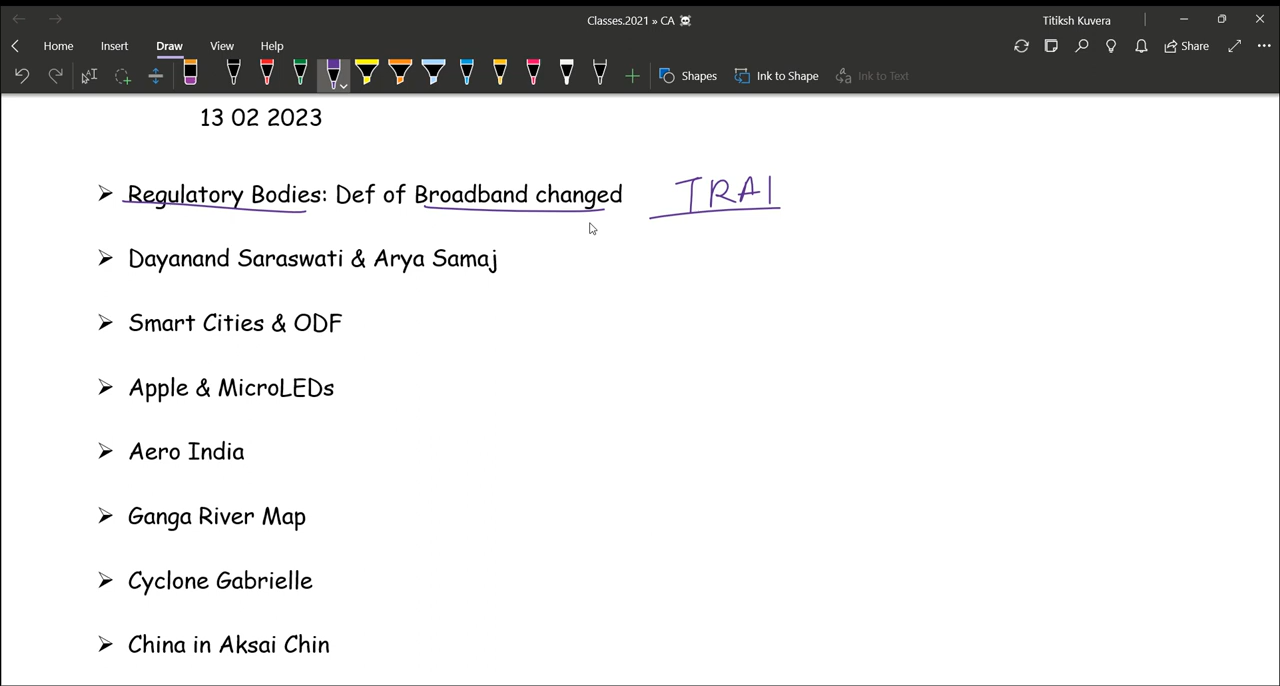 Classes.2021 » CA ☠
Titiksh Kuvera
Home Insert Draw View Help
Share
Shapes Ink to Shape Ink to Text
13 02 2023
➢ Regulatory Bodies: Def of Broadband changed TRAI
➢ Dayanand Saraswati & Arya Samaj
➢ Smart Cities & ODF
➢ Apple & MicroLEDs
➢ Aero India
➢ Ganga River Map
➢ Cyclone Gabrielle
➢ China in Aksai Chin